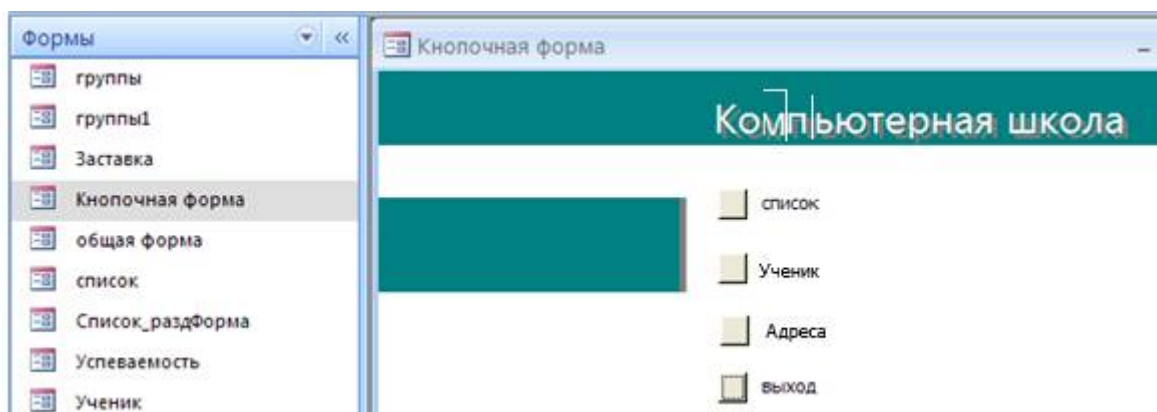 Формы
группы
группы1
Заставка
Кнопочная форма
общая форма
список
Список_раздФорма
Успеваемость
Ученик
Кнопочная форма
Компьютерная школа
список
Ученик
Адреса
выход